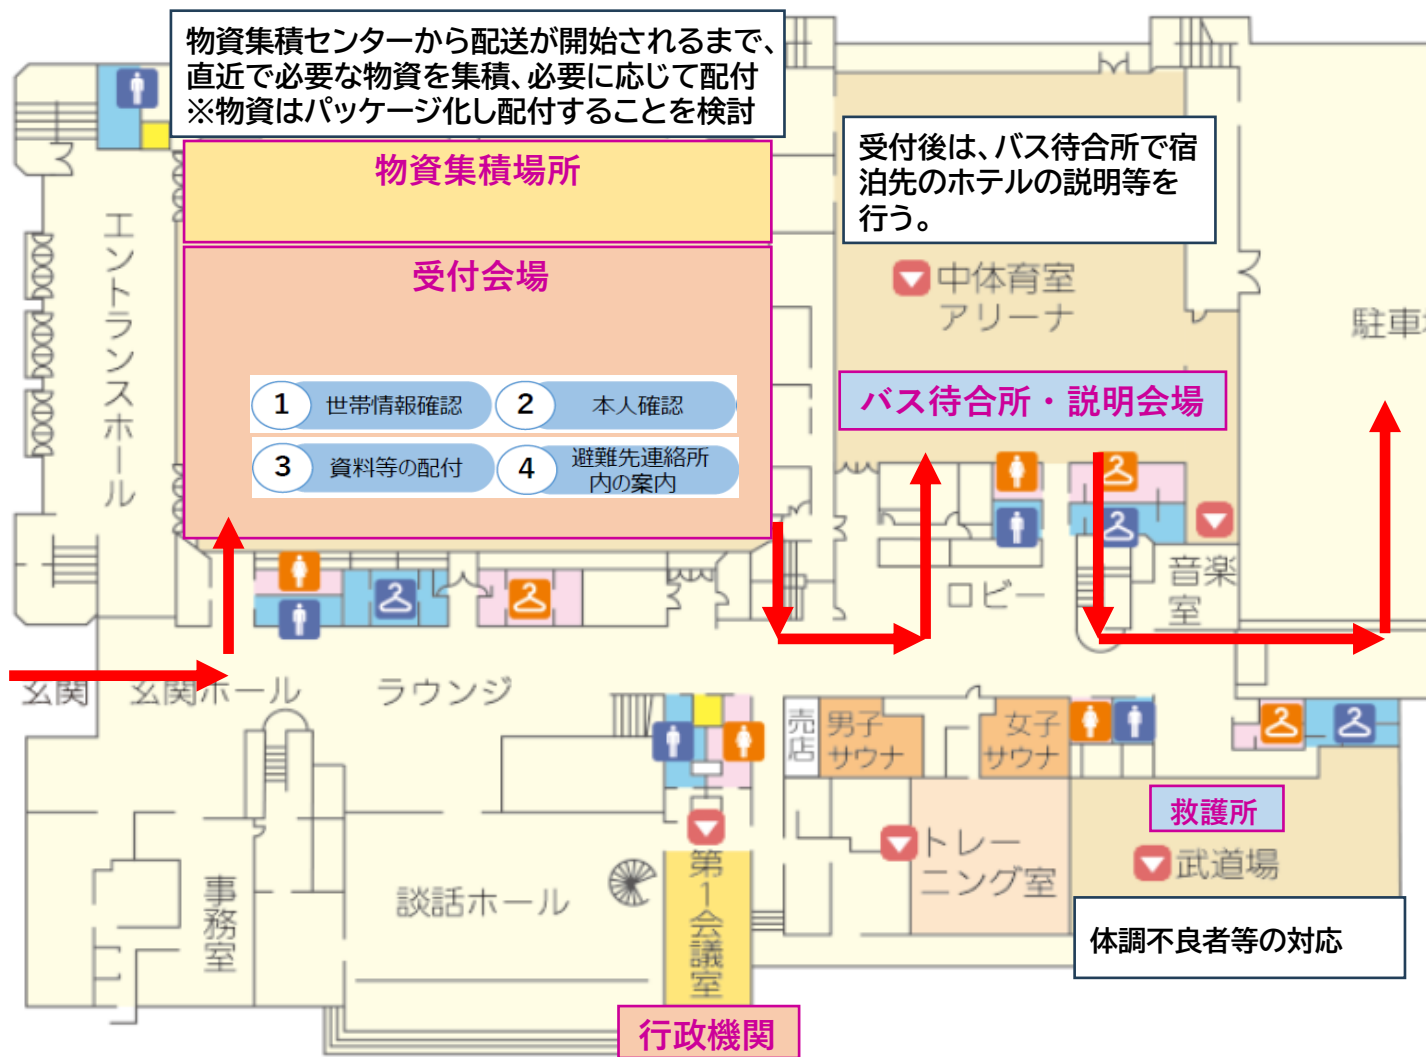 物資集積センターから配送が開始されるまで、
直近で必要な物資を集積、必要に応じて配付
※物資はパッケージ化し配付することを検討
物資集積場所
受付会場
1 世帯情報確認
2 本人確認
3 資料等の配付
4 避難先連絡所
内の案内
受付後は、バス待合所で宿
泊先のホテルの説明等を
行う。
中体育室
アリーナ
バス待合所・説明会場
エントランスホール
ロビー
音楽
室
玄関
玄関ホール
ラウンジ
売店
男子
サウナ
女子
サウナ
救護所
武道場
体調不良者等の対応
トレー
ニング室
第1会議室
談話ホール
事務室
行政機関
駐車